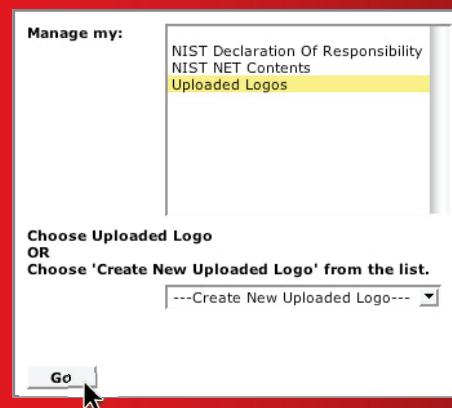 Manage my:
NIST Declaration Of Responsibility
NIST NET Contents
Uploaded Logos
Choose Uploaded Logo
OR
Choose 'Create New Uploaded Logo' from the list.
---Create New Uploaded Logo---
Go